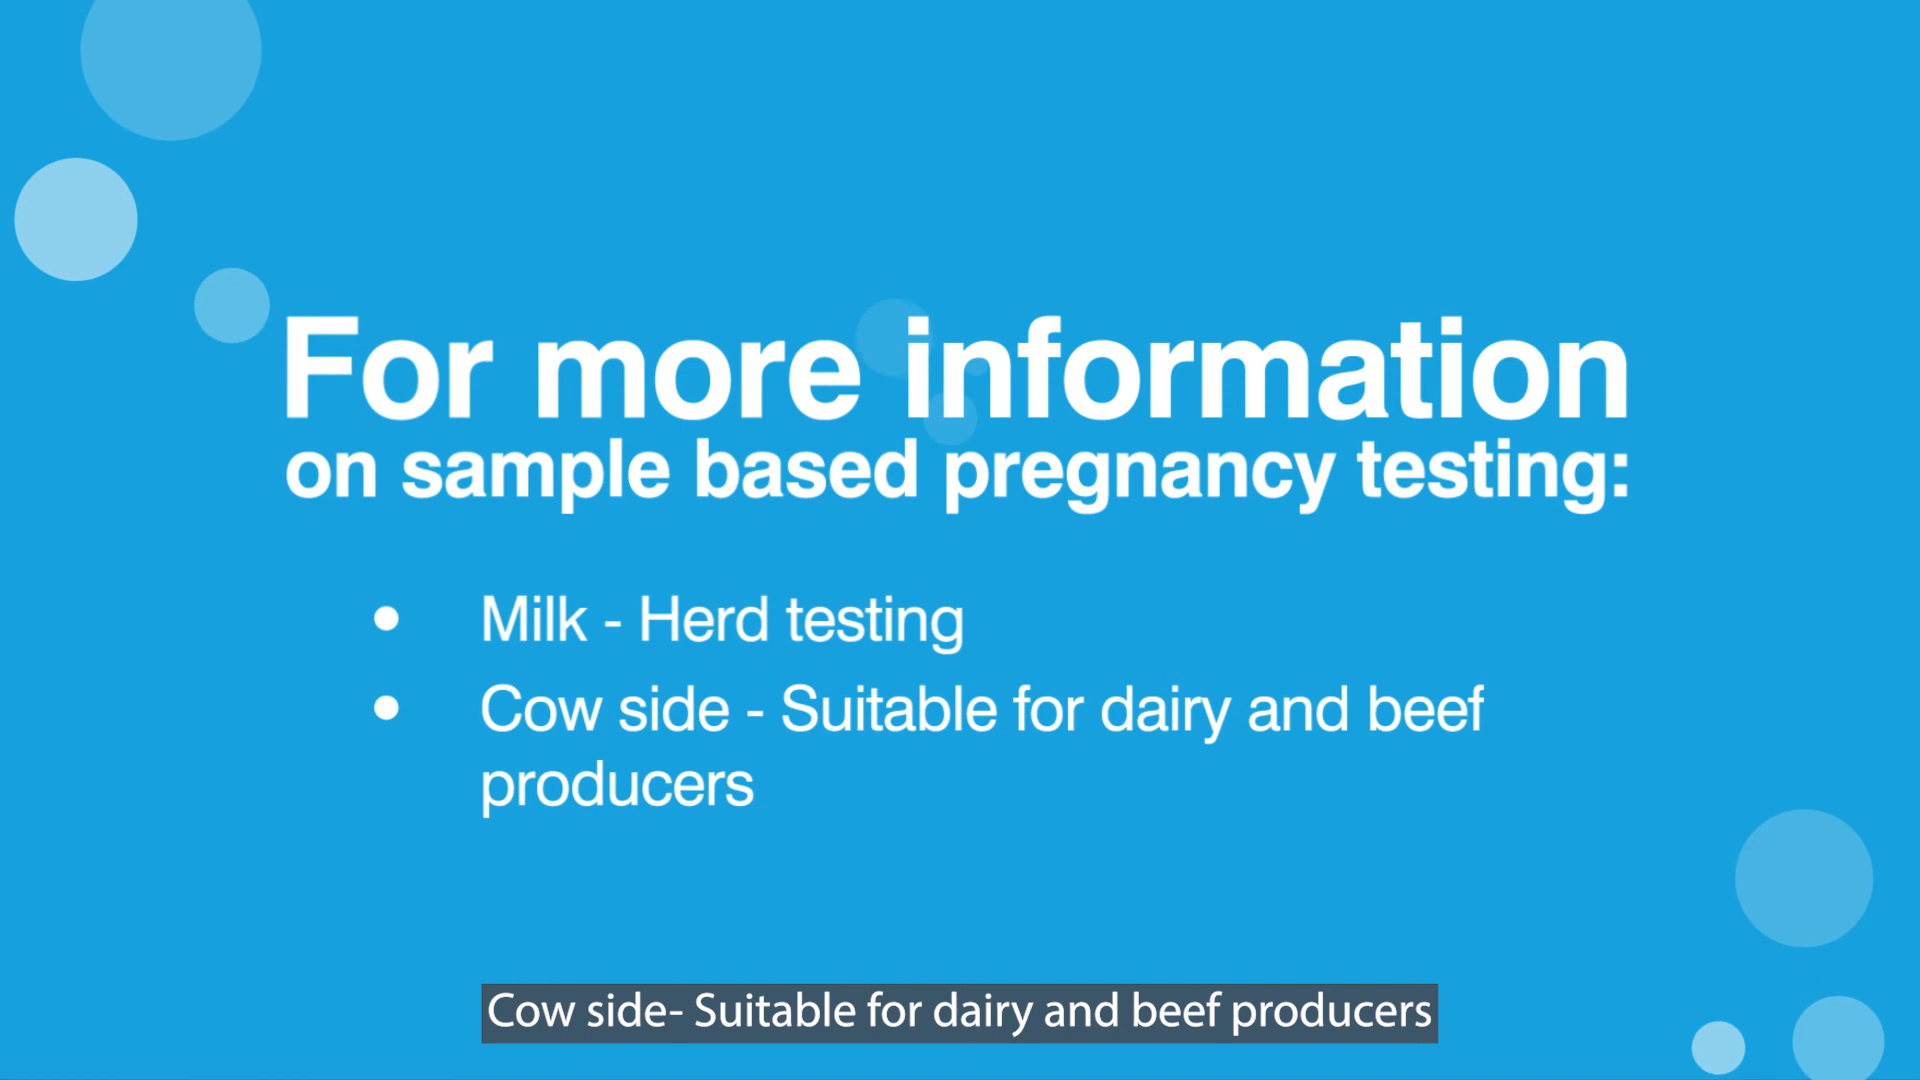 For more information
on sample based pregnancy testing:
• Milk - Herd testing
• Cow side - Suitable for dairy and beef
producers
Cow side- Suitable for dairy and beef producers